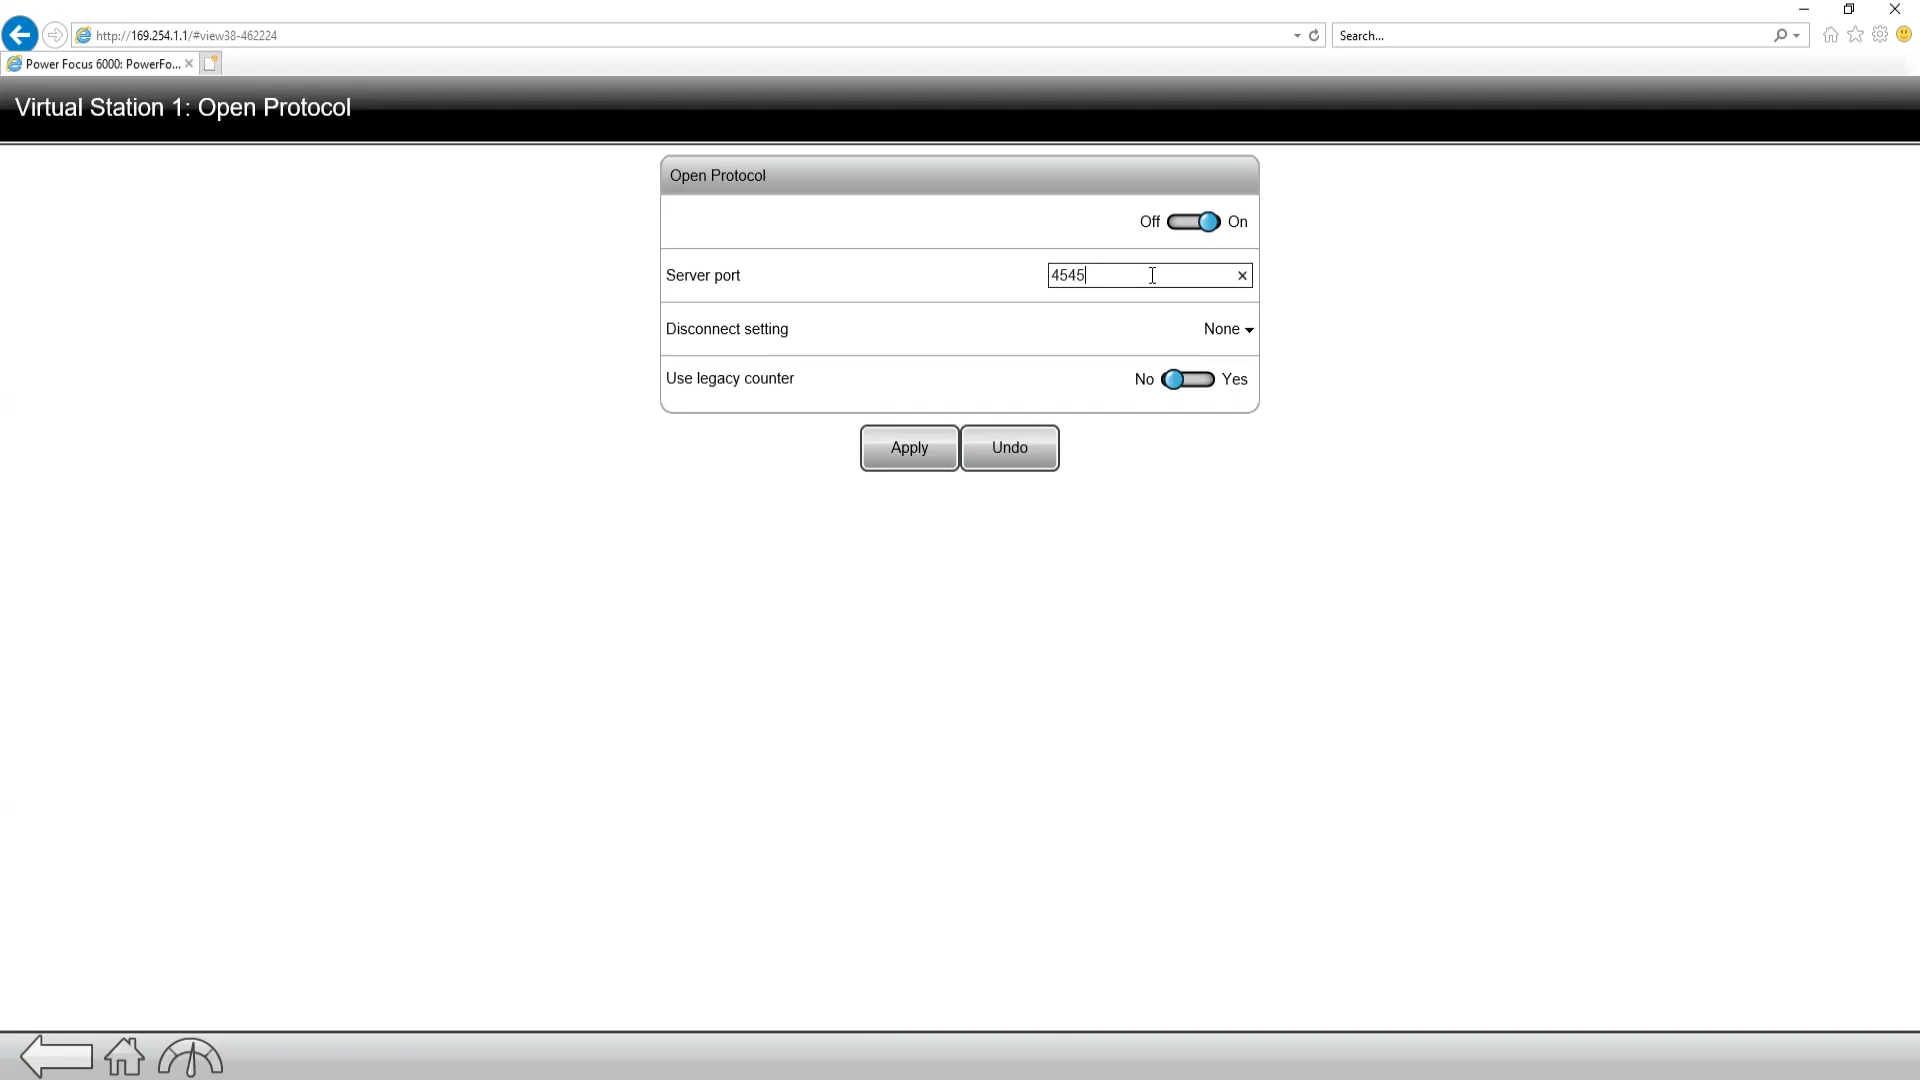 http://169.254.1.1/#view38-462224
Search...
Power Focus 6000: PowerFo...
Virtual Station 1: Open Protocol
Open Protocol
Off On
Server port 4545
Disconnect setting None
Use legacy counter No Yes
Apply Undo